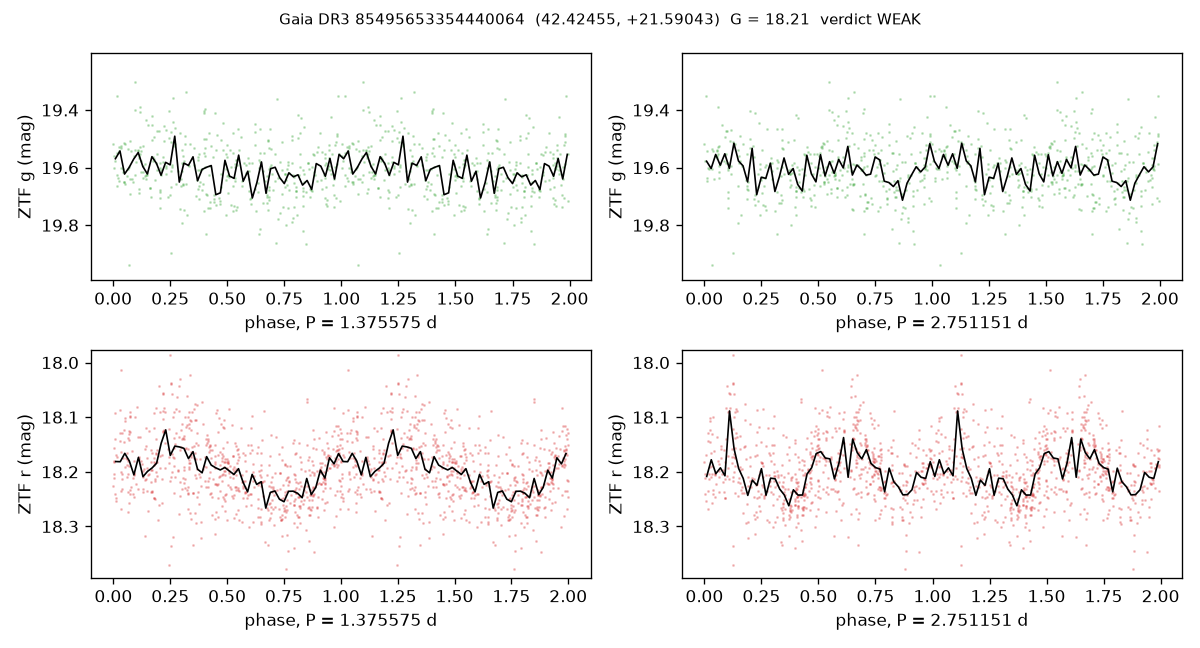 Gaia DR3 85495653354440064  (42.42455, +21.59043)  G = 18.21  verdict WEAK
ZTF g (mag)
19.4
19.6
19.8
0.00 0.25 0.50 0.75 1.00 1.25 1.50 1.75 2.00
phase, P = 1.375575 d
ZTF g (mag)
19.4
19.6
19.8
0.00 0.25 0.50 0.75 1.00 1.25 1.50 1.75 2.00
phase, P = 2.751151 d
ZTF r (mag)
18.0
18.1
18.2
18.3
0.00 0.25 0.50 0.75 1.00 1.25 1.50 1.75 2.00
phase, P = 1.375575 d
ZTF r (mag)
18.0
18.1
18.2
18.3
0.00 0.25 0.50 0.75 1.00 1.25 1.50 1.75 2.00
phase, P = 2.751151 d